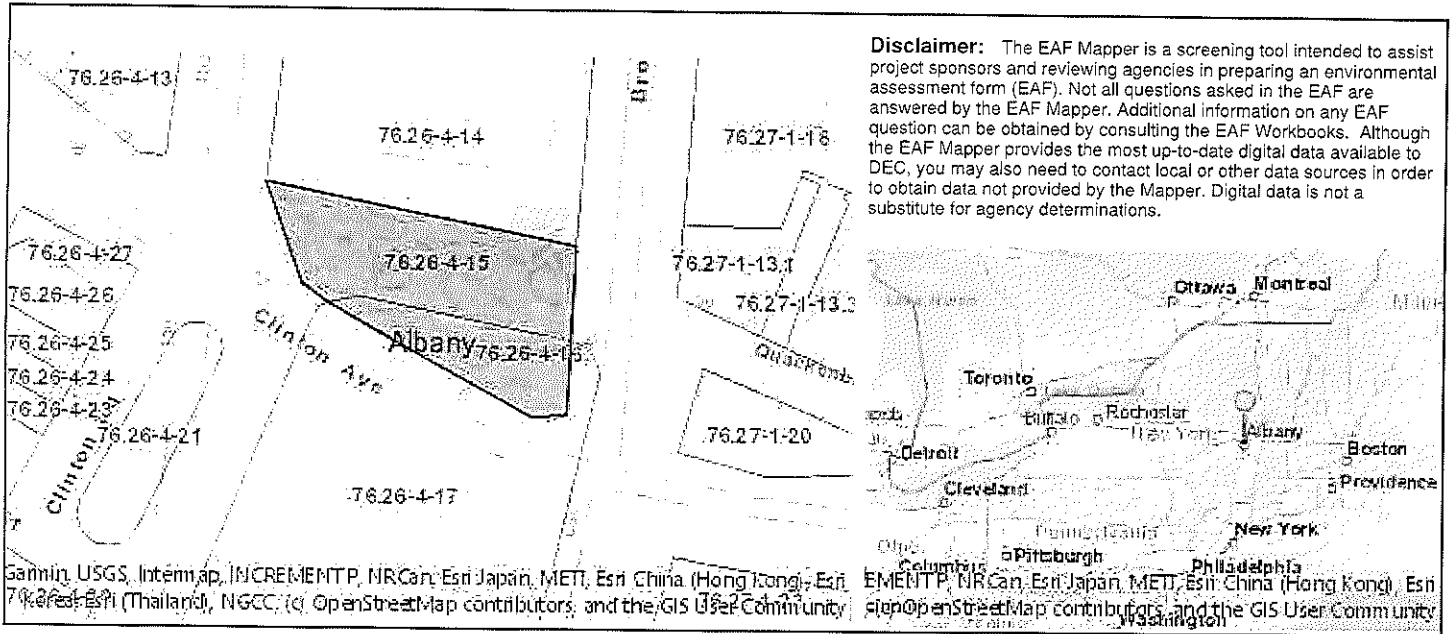 Disclaimer: The EAF Mapper is a screening tool intended to assist
project sponsors and reviewing agencies in preparing an environmental
assessment form (EAF). Not all questions asked in the EAF are
answered by the EAF Mapper. Additional information on any EAF
question can be obtained by consulting the EAF Workbooks. Although
the EAF Mapper provides the most up-to-date digital data available to
DEC, you may also need to contact local or other data sources in order
to obtain data not provided by the Mapper. Digital data is not a
substitute for agency determinations.
76.26-4-13
76.26-4-14
Bro
76.27-1-18
76.26-4-27
76.26-4-15
76.27-1-13.1
76.26-4-26
76.27-1-13.3
Clinton Ave
Albany
76.26-4-16
76.26-4-25
76.26-4-24
76.26-4-23
76.26-4-21
76.27-1-20
Clinton
76.26-4-17
Garmin, USGS, Intermap, INCREMENT P, NRCan, Esri Japan, METI, Esri China (Hong Kong), Esri
Korea, Esri (Thailand), NGCC, (c) OpenStreetMap contributors, and the GIS User Community
Ottawa
Montreal
Toronto
Buffalo
Rochester
New York
Albany
Detroit
Boston
Cleveland
Providence
New York
Pennsylvania
Pittsburgh
Columbus
Philadelphia
EMENT P, NRCan, Esri Japan, METI, Esri China (Hong Kong), Esri
OpenStreetMap contributors, and the GIS User Community
Washington